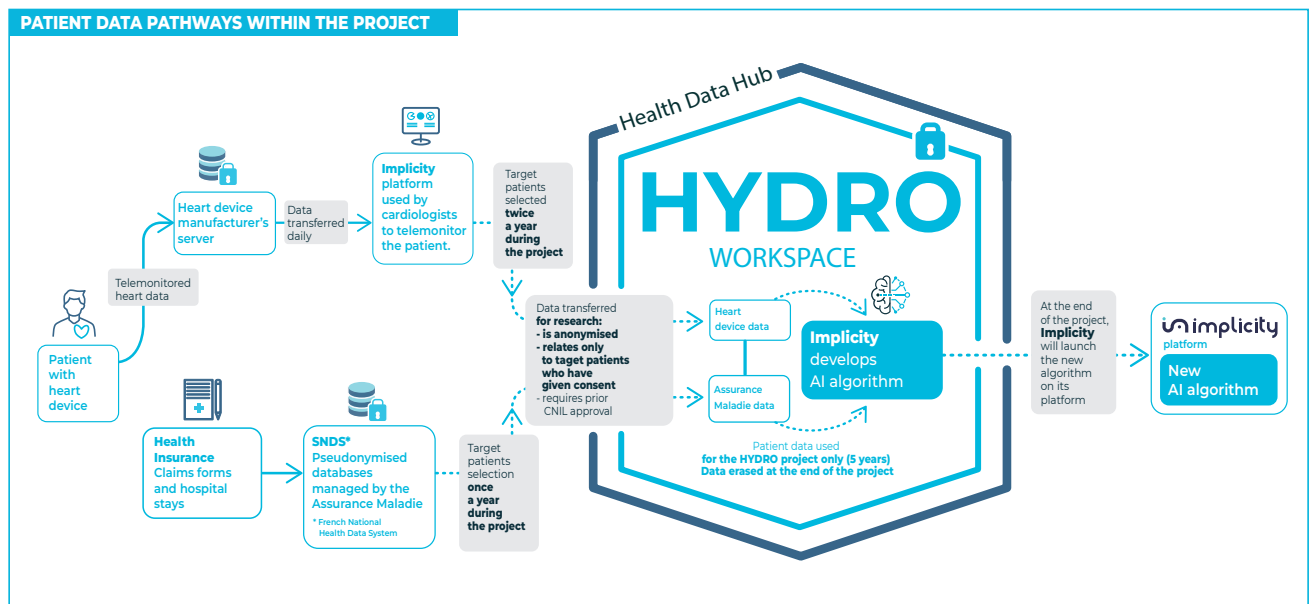 PATIENT DATA PATHWAYS WITHIN THE PROJECT
Patient
with
heart
device
Telemonitored
heart data
Heart device
manufacturer's
server
Data
transferred
daily
Implicity
platform
used by
cardiologists
to telemonitor
the patient.
Target
patients
selected
twice
a year
during
the project
Health
Insurance
Claims forms
and hospital
stays
SNDS*
Pseudonymised
databases
managed by the
Assurance Maladie
* French National
Health Data System
Target
patients
selection
once
a year
during
the project
Data transferred
for research:
- is anonymised
- relates only
to taget patients
who have
given consent
- requires prior
CNIL approval
Health Data Hub
HYDRO
WORKSPACE
Heart
device data
Assurance
Maladie data
Implicity
develops
AI algorithm
Patient data used
for the HYDRO project only (5 years)
Data erased at the end of the project
At the end
of the project,
Implicity
will launch
the new
algorithm
on its
platform
implicity
platform
New
AI algorithm